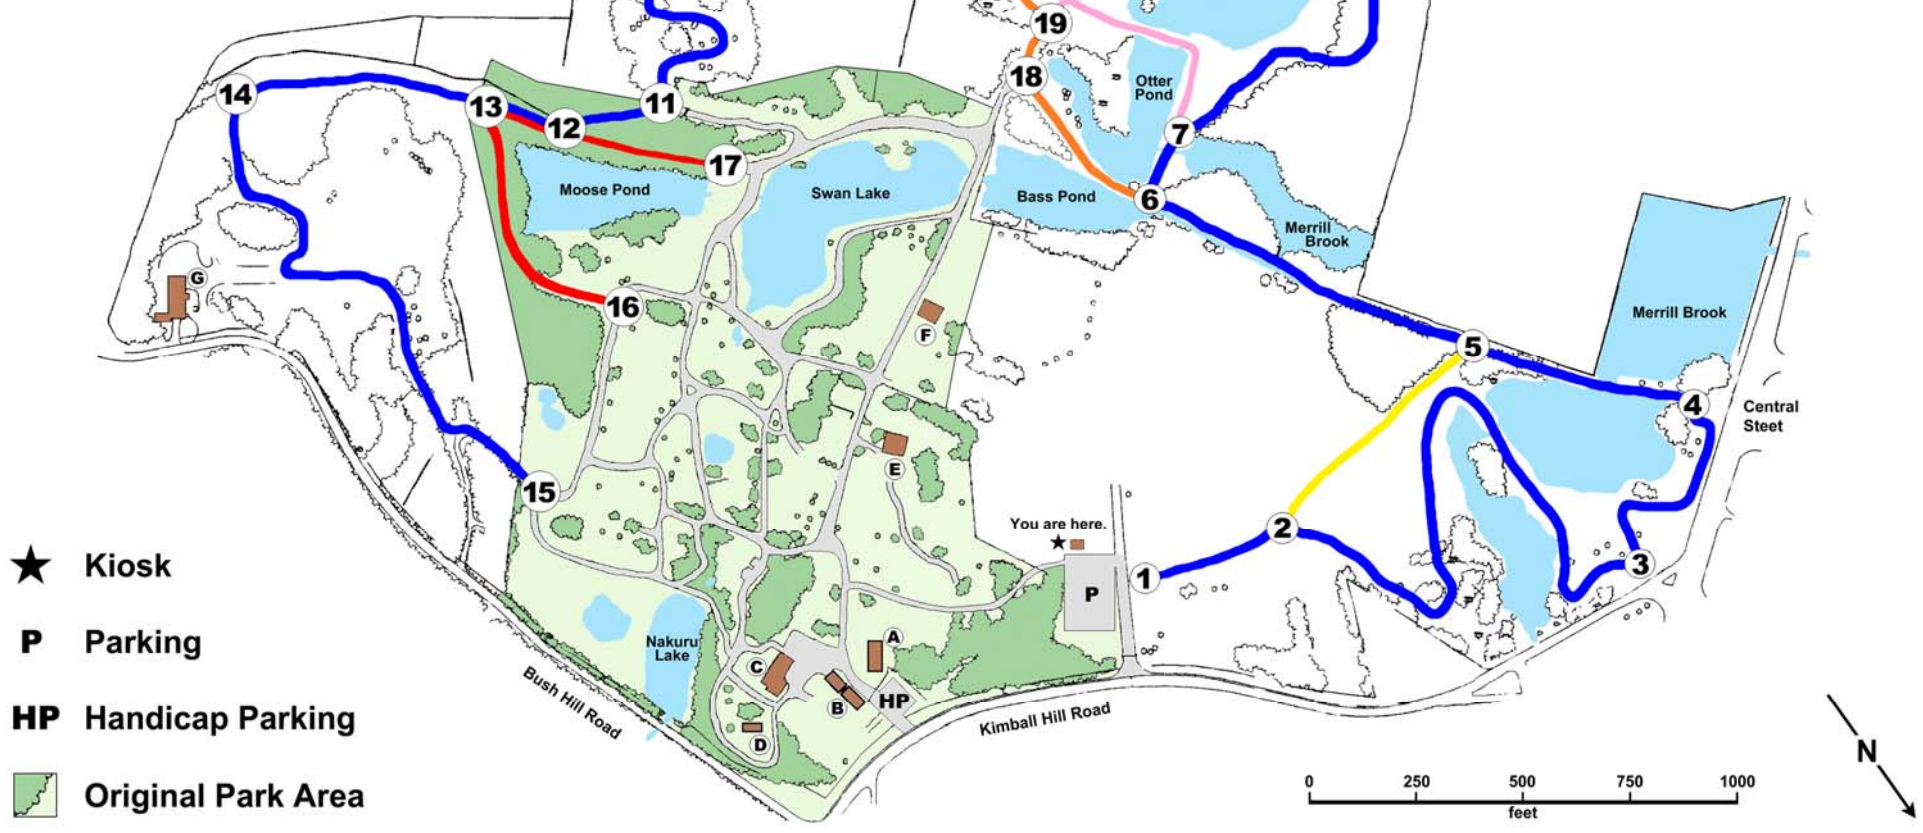 19
18
14
13
11
12
Otter
Pond
7
17
Moose Pond
Swan Lake
Bass Pond
6
Merrill
Brook
G
16
F
Merrill Brook
5
4
Central
Steet
E
15
You are here.
2
1
P
3
Kiosk
P Parking
HP Handicap Parking
Original Park Area
Nakuru
Lake
A
C
B
HP
D
Bush Hill Road
Kimball Hill Road
N
0 250 500 750 1000
feet